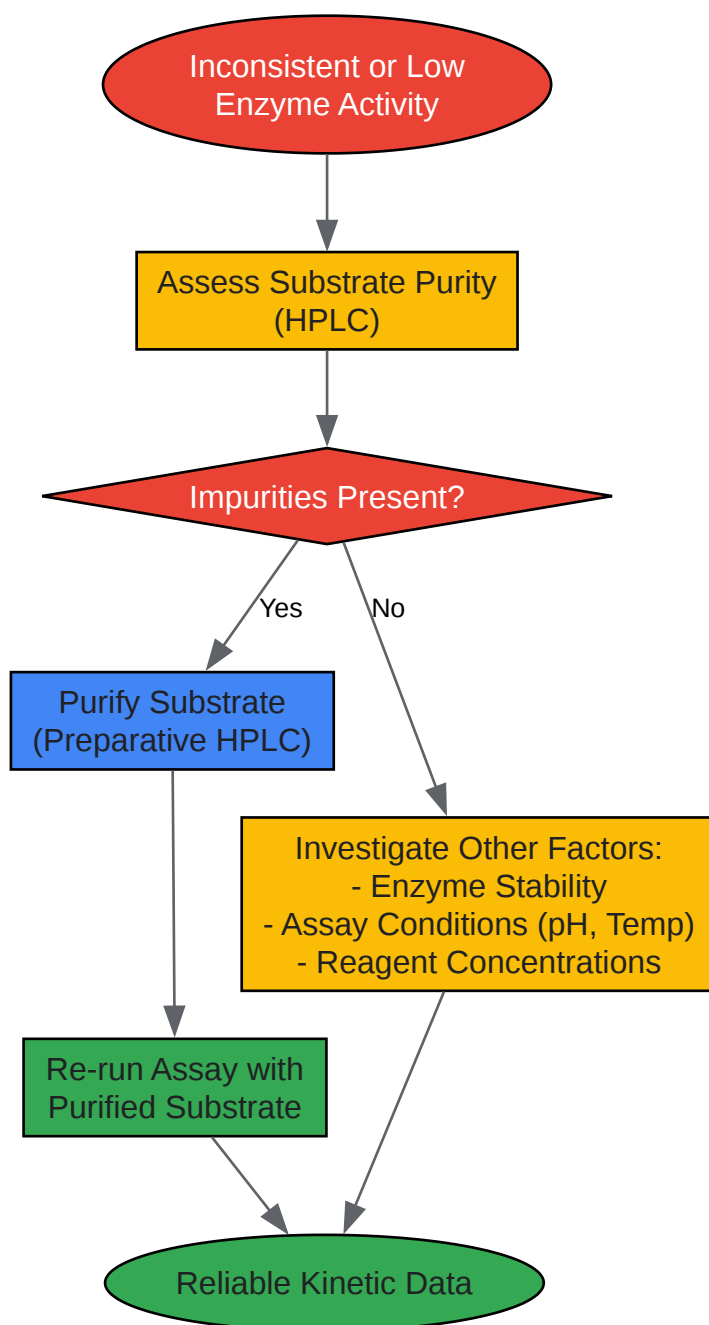 Inconsistent or Low
Enzyme Activity
Assess Substrate Purity
(HPLC)
Impurities Present?
Yes
No
Purify Substrate
(Preparative HPLC)
Investigate Other Factors:
- Enzyme Stability
- Assay Conditions (pH, Temp)
- Reagent Concentrations
Re-run Assay with
Purified Substrate
Reliable Kinetic Data